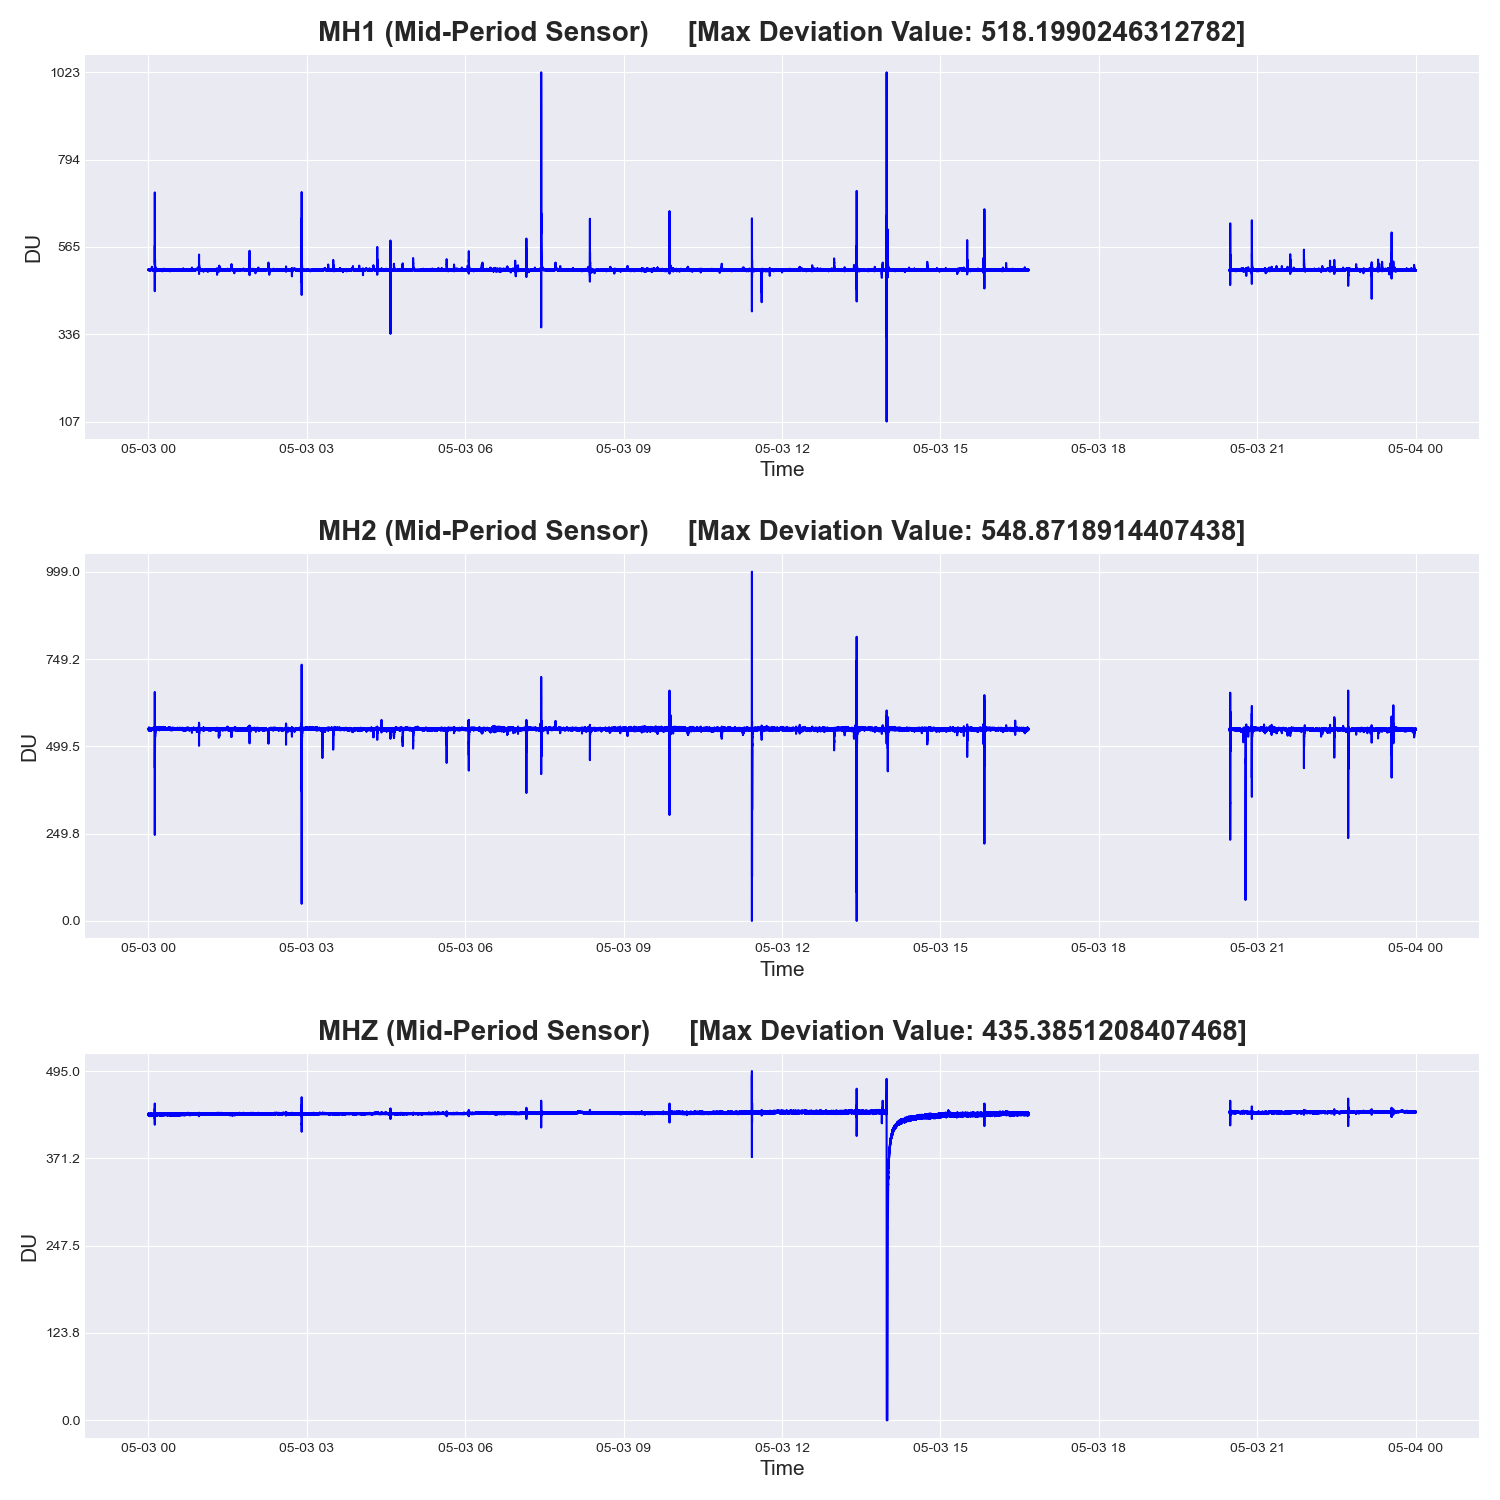 MH1 (Mid-Period Sensor) [Max Deviation Value: 518.1990246312782]
1023
794
565
336
107
DU
05-03 00 05-03 03 05-03 06 05-03 09 05-03 12 05-03 15 05-03 18 05-03 21 05-04 00
Time
MH2 (Mid-Period Sensor) [Max Deviation Value: 548.8718914407438]
999.0
749.2
499.5
249.8
0.0
DU
05-03 00 05-03 03 05-03 06 05-03 09 05-03 12 05-03 15 05-03 18 05-03 21 05-04 00
Time
MHZ (Mid-Period Sensor) [Max Deviation Value: 435.3851208407468]
495.0
371.2
247.5
123.8
0.0
DU
05-03 00 05-03 03 05-03 06 05-03 09 05-03 12 05-03 15 05-03 18 05-03 21 05-04 00
Time